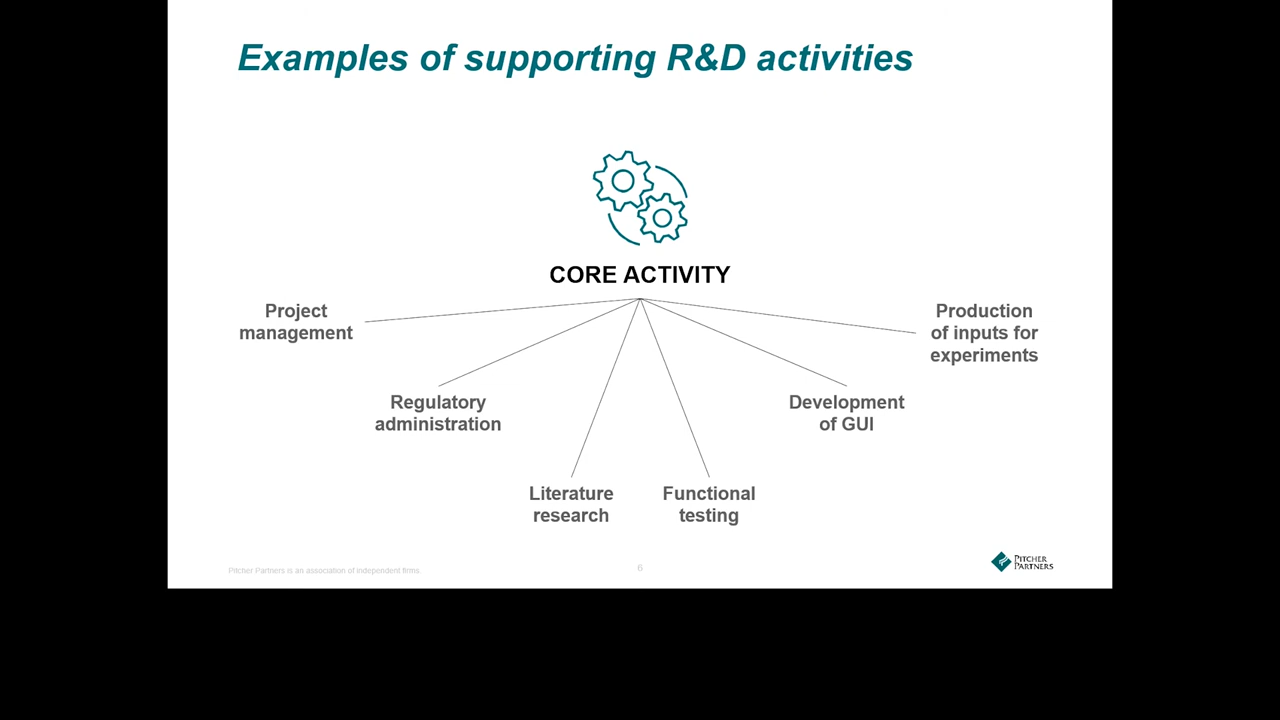 Examples of supporting R&D activities
CORE ACTIVITY
Project
management
Regulatory
administration
Literature
research
Functional
testing
Development
of GUI
Production
of inputs for
experiments
Pitcher Partners is an association of independent firms
6
PITCHER
PARTNERS